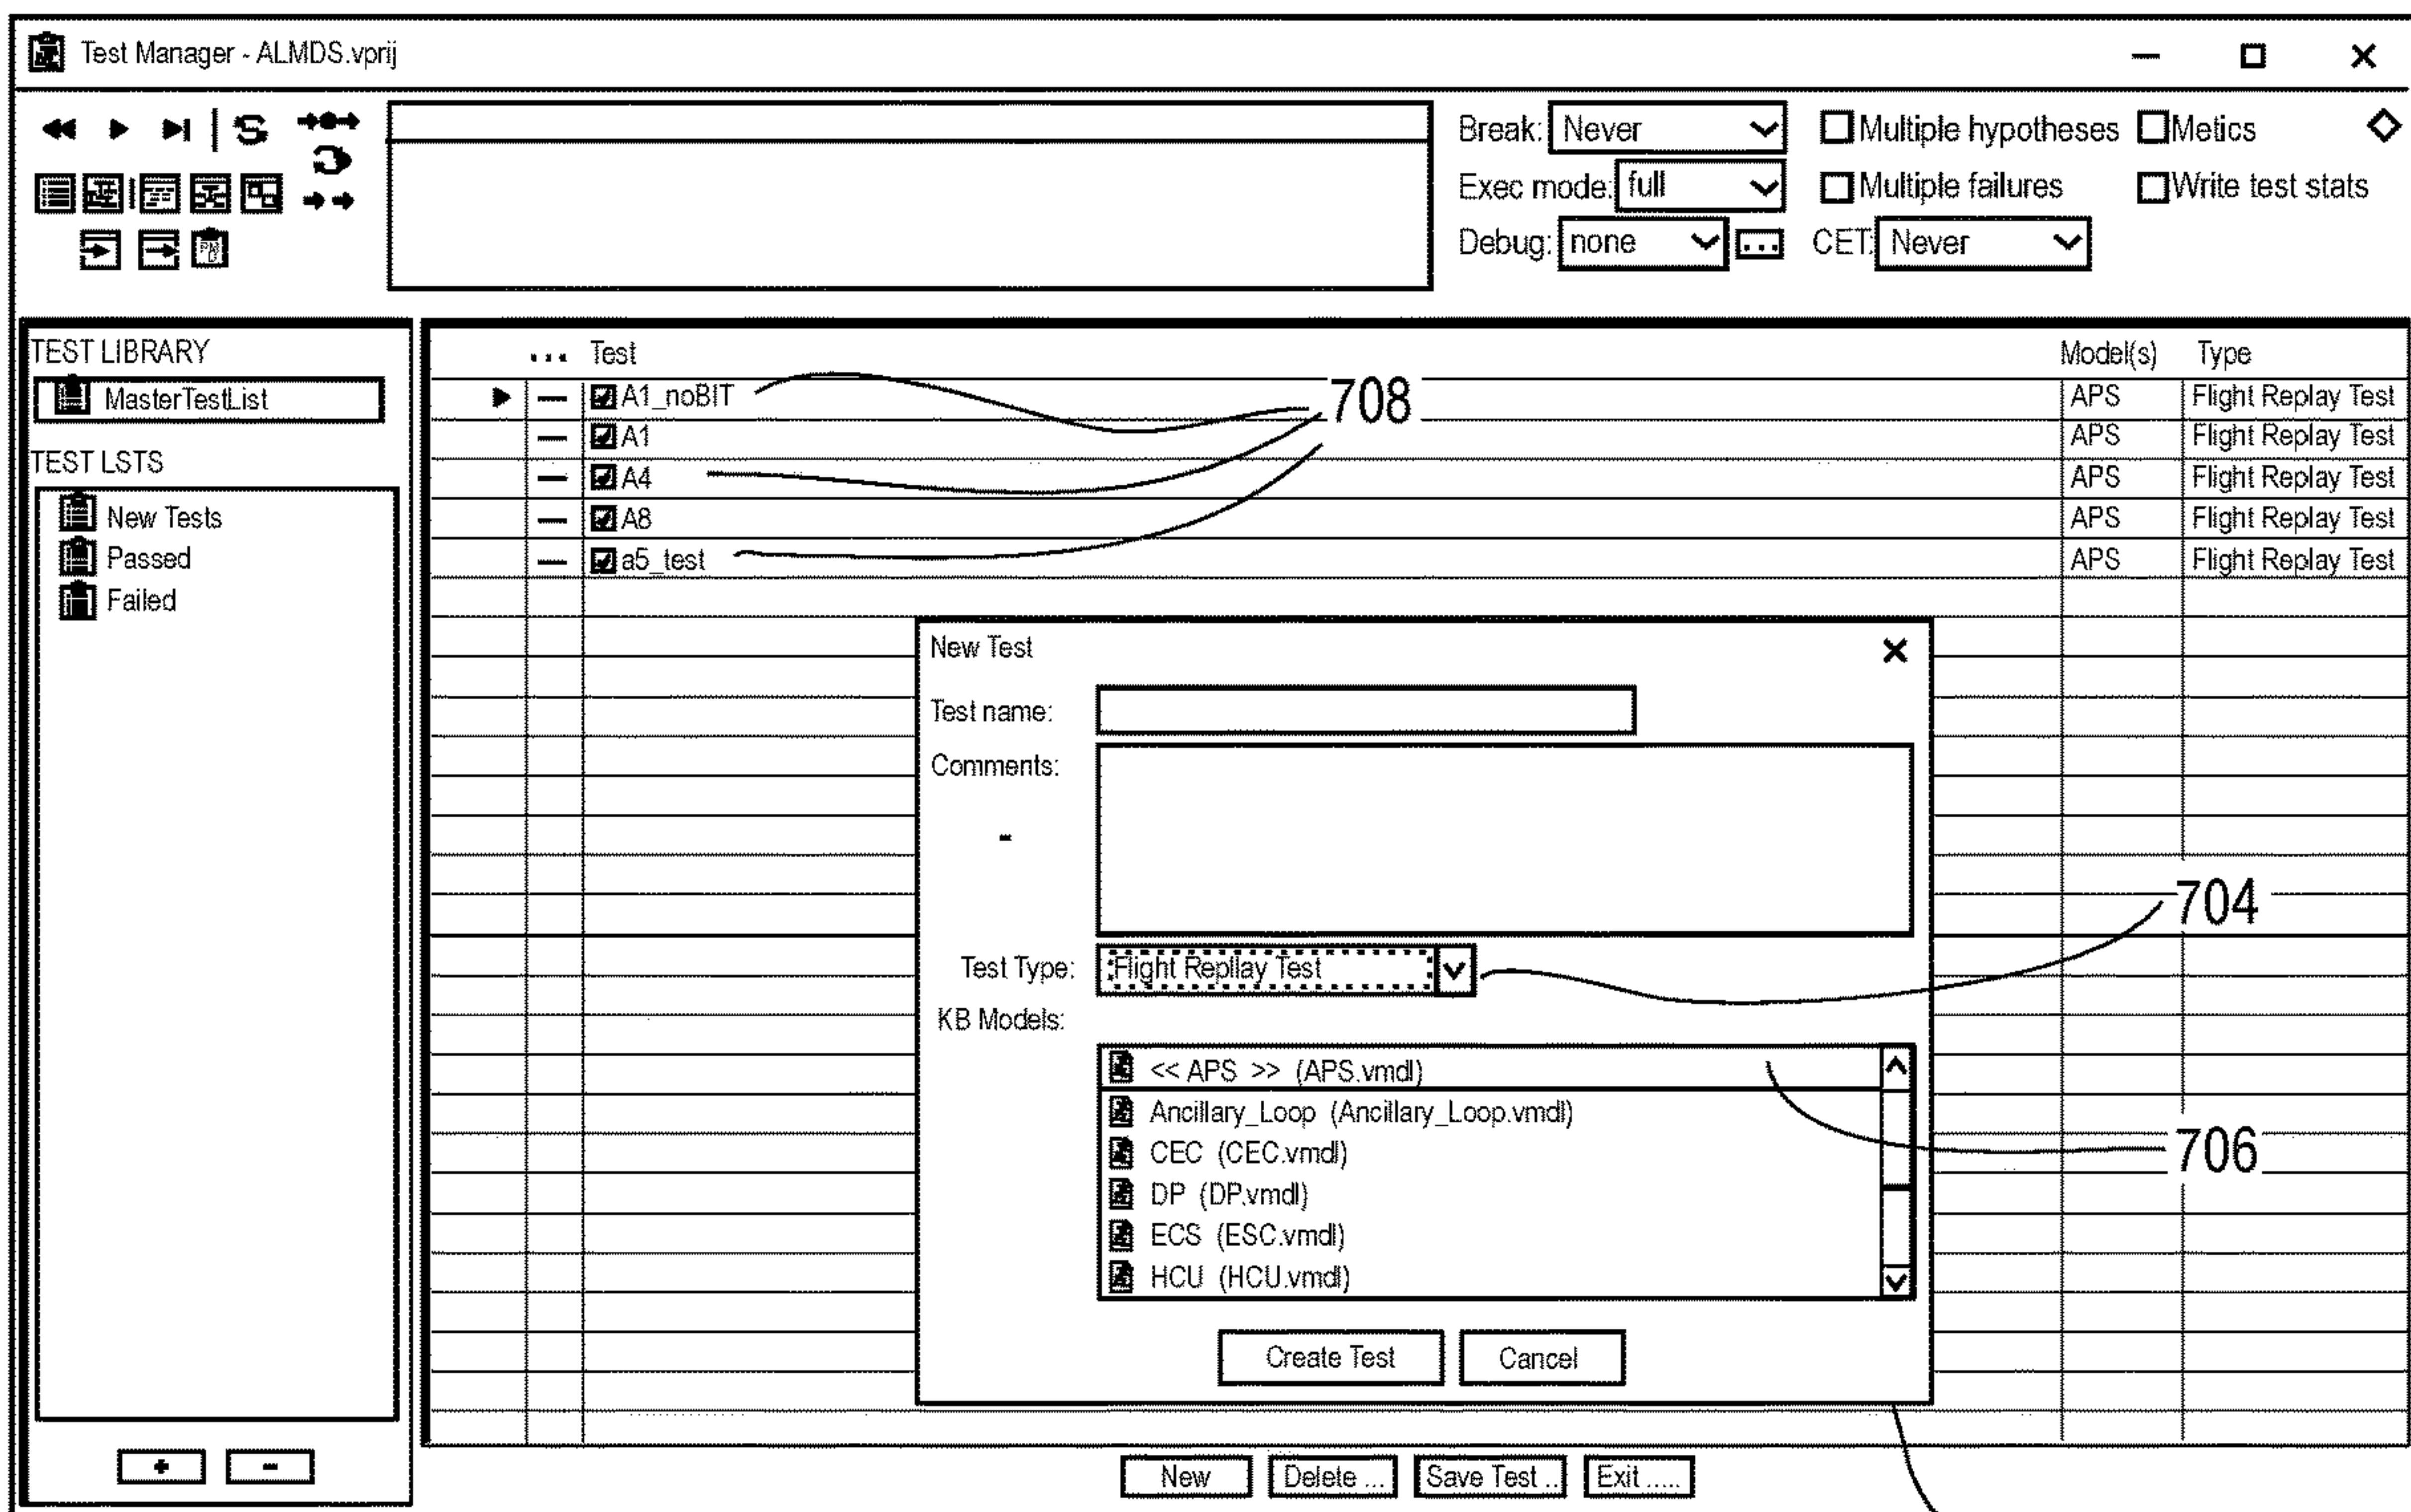 Test Manager - ALMDS.vprij
Break: Never
Multiple hypotheses
Metics
Exec mode: full
Multiple failures
Write test stats
Debug: none ...
CET: Never
TEST LIBRARY
MasterTestList
TEST LSTS
New Tests
Passed
Failed
... Test Model(s) Type
A1_noBIT APS Flight Replay Test
A1 APS Flight Replay Test
A4 APS Flight Replay Test
A8 APS Flight Replay Test
a5_test APS Flight Replay Test
708
New Test
Test name:
Comments:
-
704
Test Type: Flight Repllay Test
KB Models:
<< APS >> (APS.vmdl)
Ancillary_Loop (Ancillary_Loop.vmdl)
CEC (CEC.vmdl)
706
DP (DP.vmdl)
ECS (ESC.vmdl)
HCU (HCU.vmdl)
Create Test Cancel
+ -
New Delete ... Save Test .. Exit .....